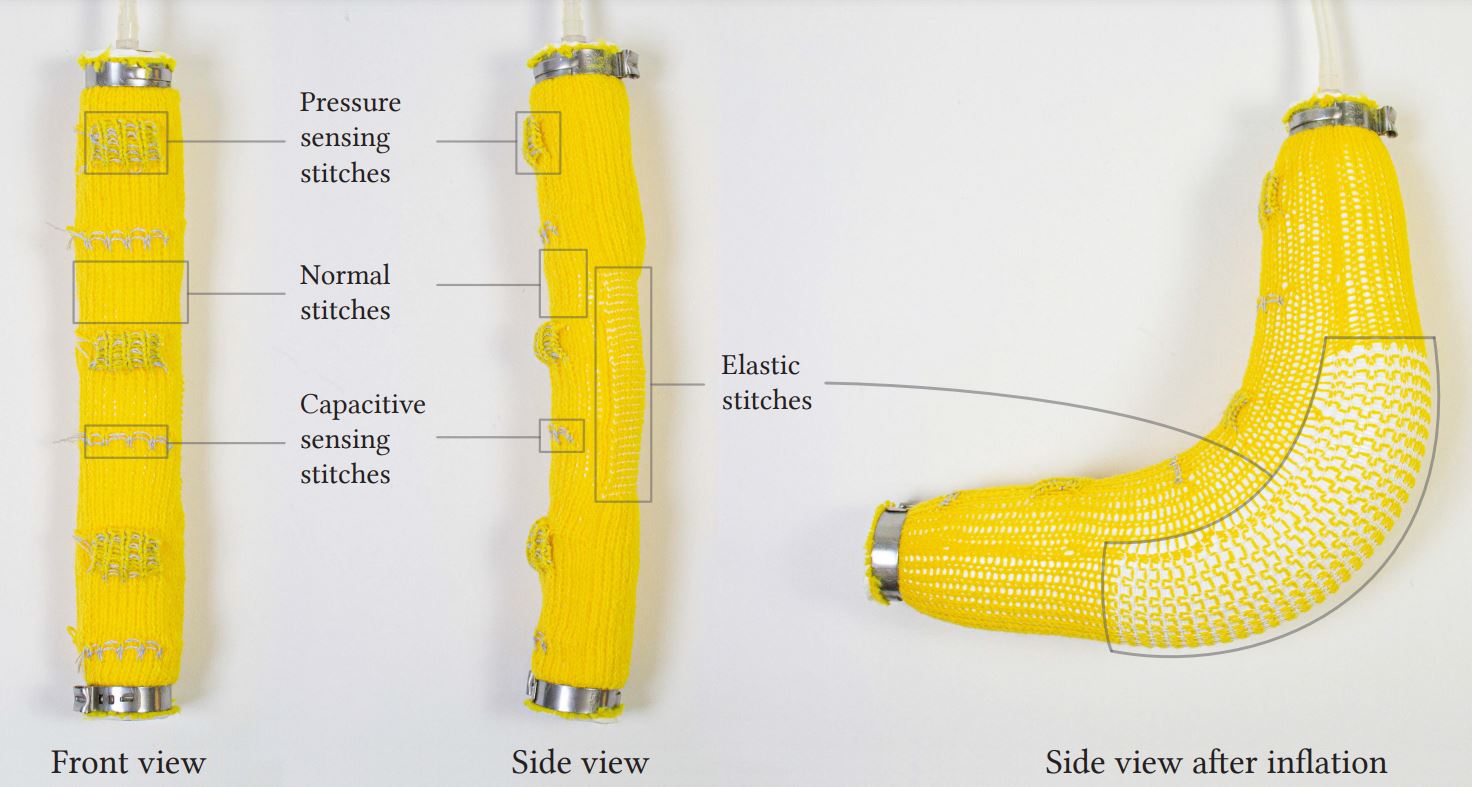 Pressure
sensing
stitches
Normal
stitches
Capacitive
sensing
stitches
Elastic
stitches
Front view
Side view
Side view after inflation